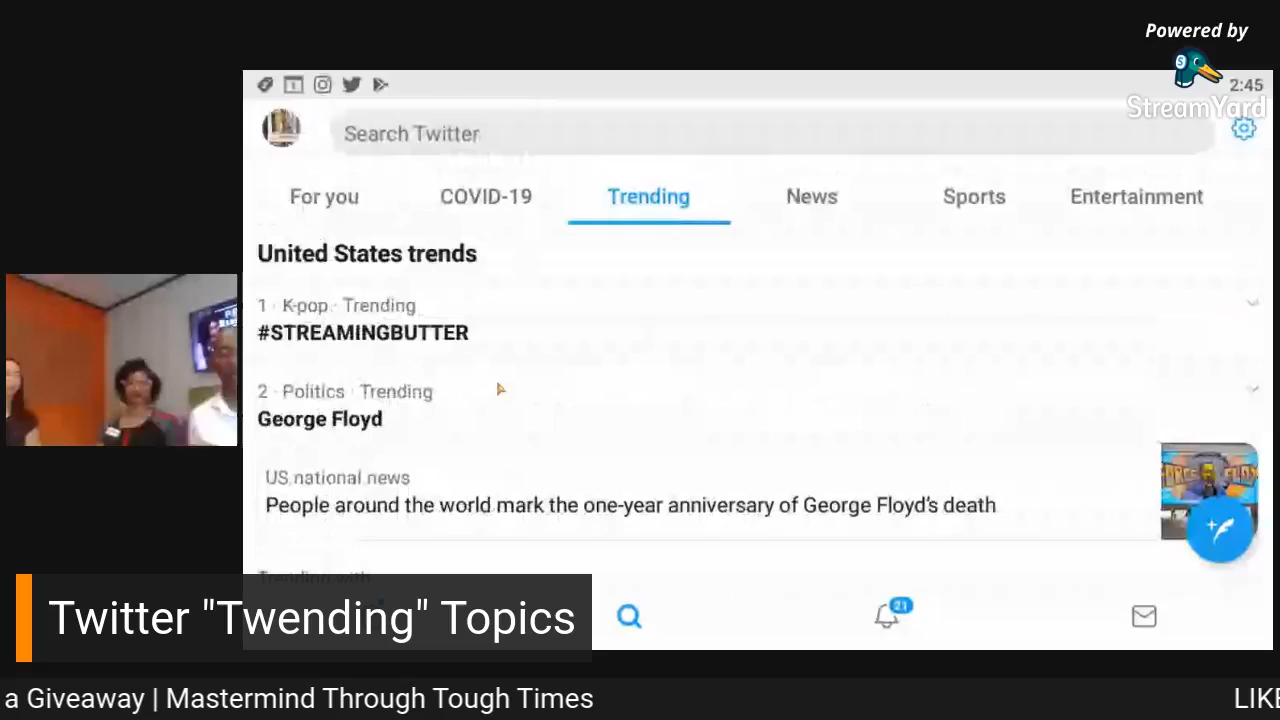 Powered by
StreamYard
2:45
Search Twitter
For you
COVID-19
Trending
News
Sports
Entertainment
United States trends
1 · K-pop · Trending
#STREAMINGBUTTER
2 · Politics · Trending
George Floyd
US national news
People around the world mark the one-year anniversary of George Floyd's death
Trending with
21
Twitter "Twending" Topics
a Giveaway | Mastermind Through Tough Times
LIKE